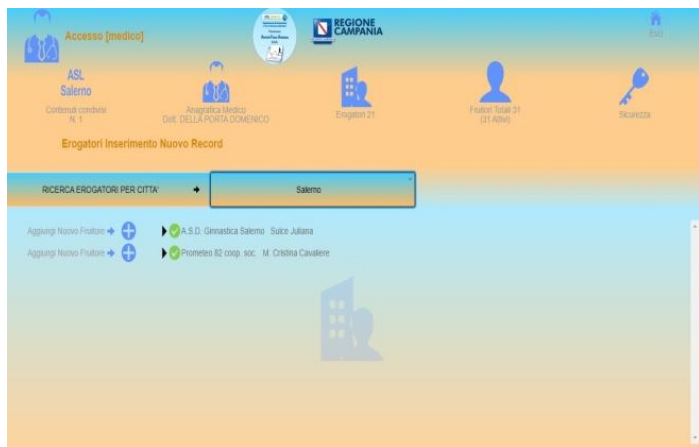 Accesso [medico]
REGIONE
CAMPANIA
Esci
ASL
Salerno
Contenuti condivisi
N. 1
Anagrafica Medico
Dott. DELLA PORTA DOMENICO
Erogatori 21
Fruitori Totali 31
(31 Attivi)
Sicurezza
Erogatori Inserimento Nuovo Record
RICERCA EROGATORI PER CITTA'
Salerno
Aggiungi Nuovo Fruitore A.S.D. Ginnastica Salerno Sulce Juliana
Aggiungi Nuovo Fruitore Prometeo 82 coop. soc. M. Cristina Cavaliere